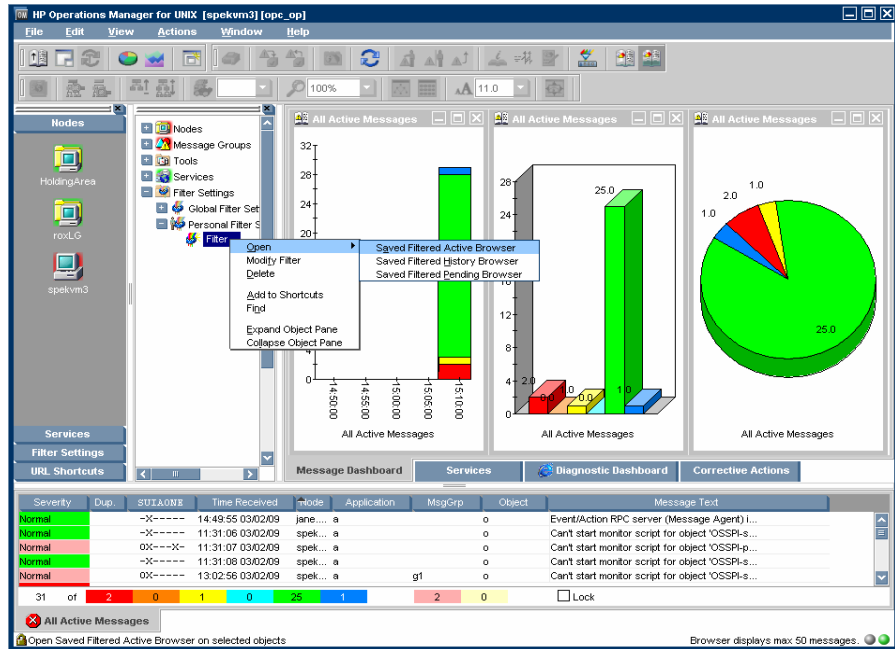 HP Operations Manager for UNIX [spekvm3] [opc_op]
File Edit View Actions Window Help
100% AA 11.0
Nodes
HoldingArea
roxLG
spekvm3
Services
Filter Settings
URL Shortcuts
Nodes
Message Groups
Tools
Services
Filter Settings
Global Filter Set
Personal Filter S
Filter
Open
Modify Filter
Delete
Add to Shortcuts
Find
Expand Object Pane
Collapse Object Pane
Saved Filtered Active Browser
Saved Filtered History Browser
Saved Filtered Pending Browser
All Active Messages
32
28
24
20
4
0
14:50:00
14:55:00
15:00:00
15:05:00
15:10:00
All Active Messages
All Active Messages
28
24
12
8
4
0
25.0
2.0
0.0
1.0
0.0
1.0
All Active Messages
All Active Messages
1.0
2.0
1.0
25.0
All Active Messages
Message Dashboard Services Diagnostic Dashboard Corrective Actions
Severity Dup. SUIAONE Time Received Node Application MsgGrp Object Message Text
Normal -X----- 14:49:55 03/02/09 jane.... a o Event/Action RPC server (Message Agent) i...
Normal -X----- 11:31:06 03/02/09 spek... a o Can't start monitor script for object 'OSSPI-s...
Normal OX---X- 11:31:07 03/02/09 spek... a o Can't start monitor script for object 'OSSPI-p...
Normal -X----- 11:31:08 03/02/09 spek... a o Can't start monitor script for object 'OSSPI-s...
Normal OX----- 13:02:56 03/02/09 spek... a g1 o Can't start monitor script for object 'OSSPI-s...
31 of 2 0 1 0 25 1 2 0 Lock
All Active Messages
Open Saved Filtered Active Browser on selected objects
Browser displays max 50 messages.